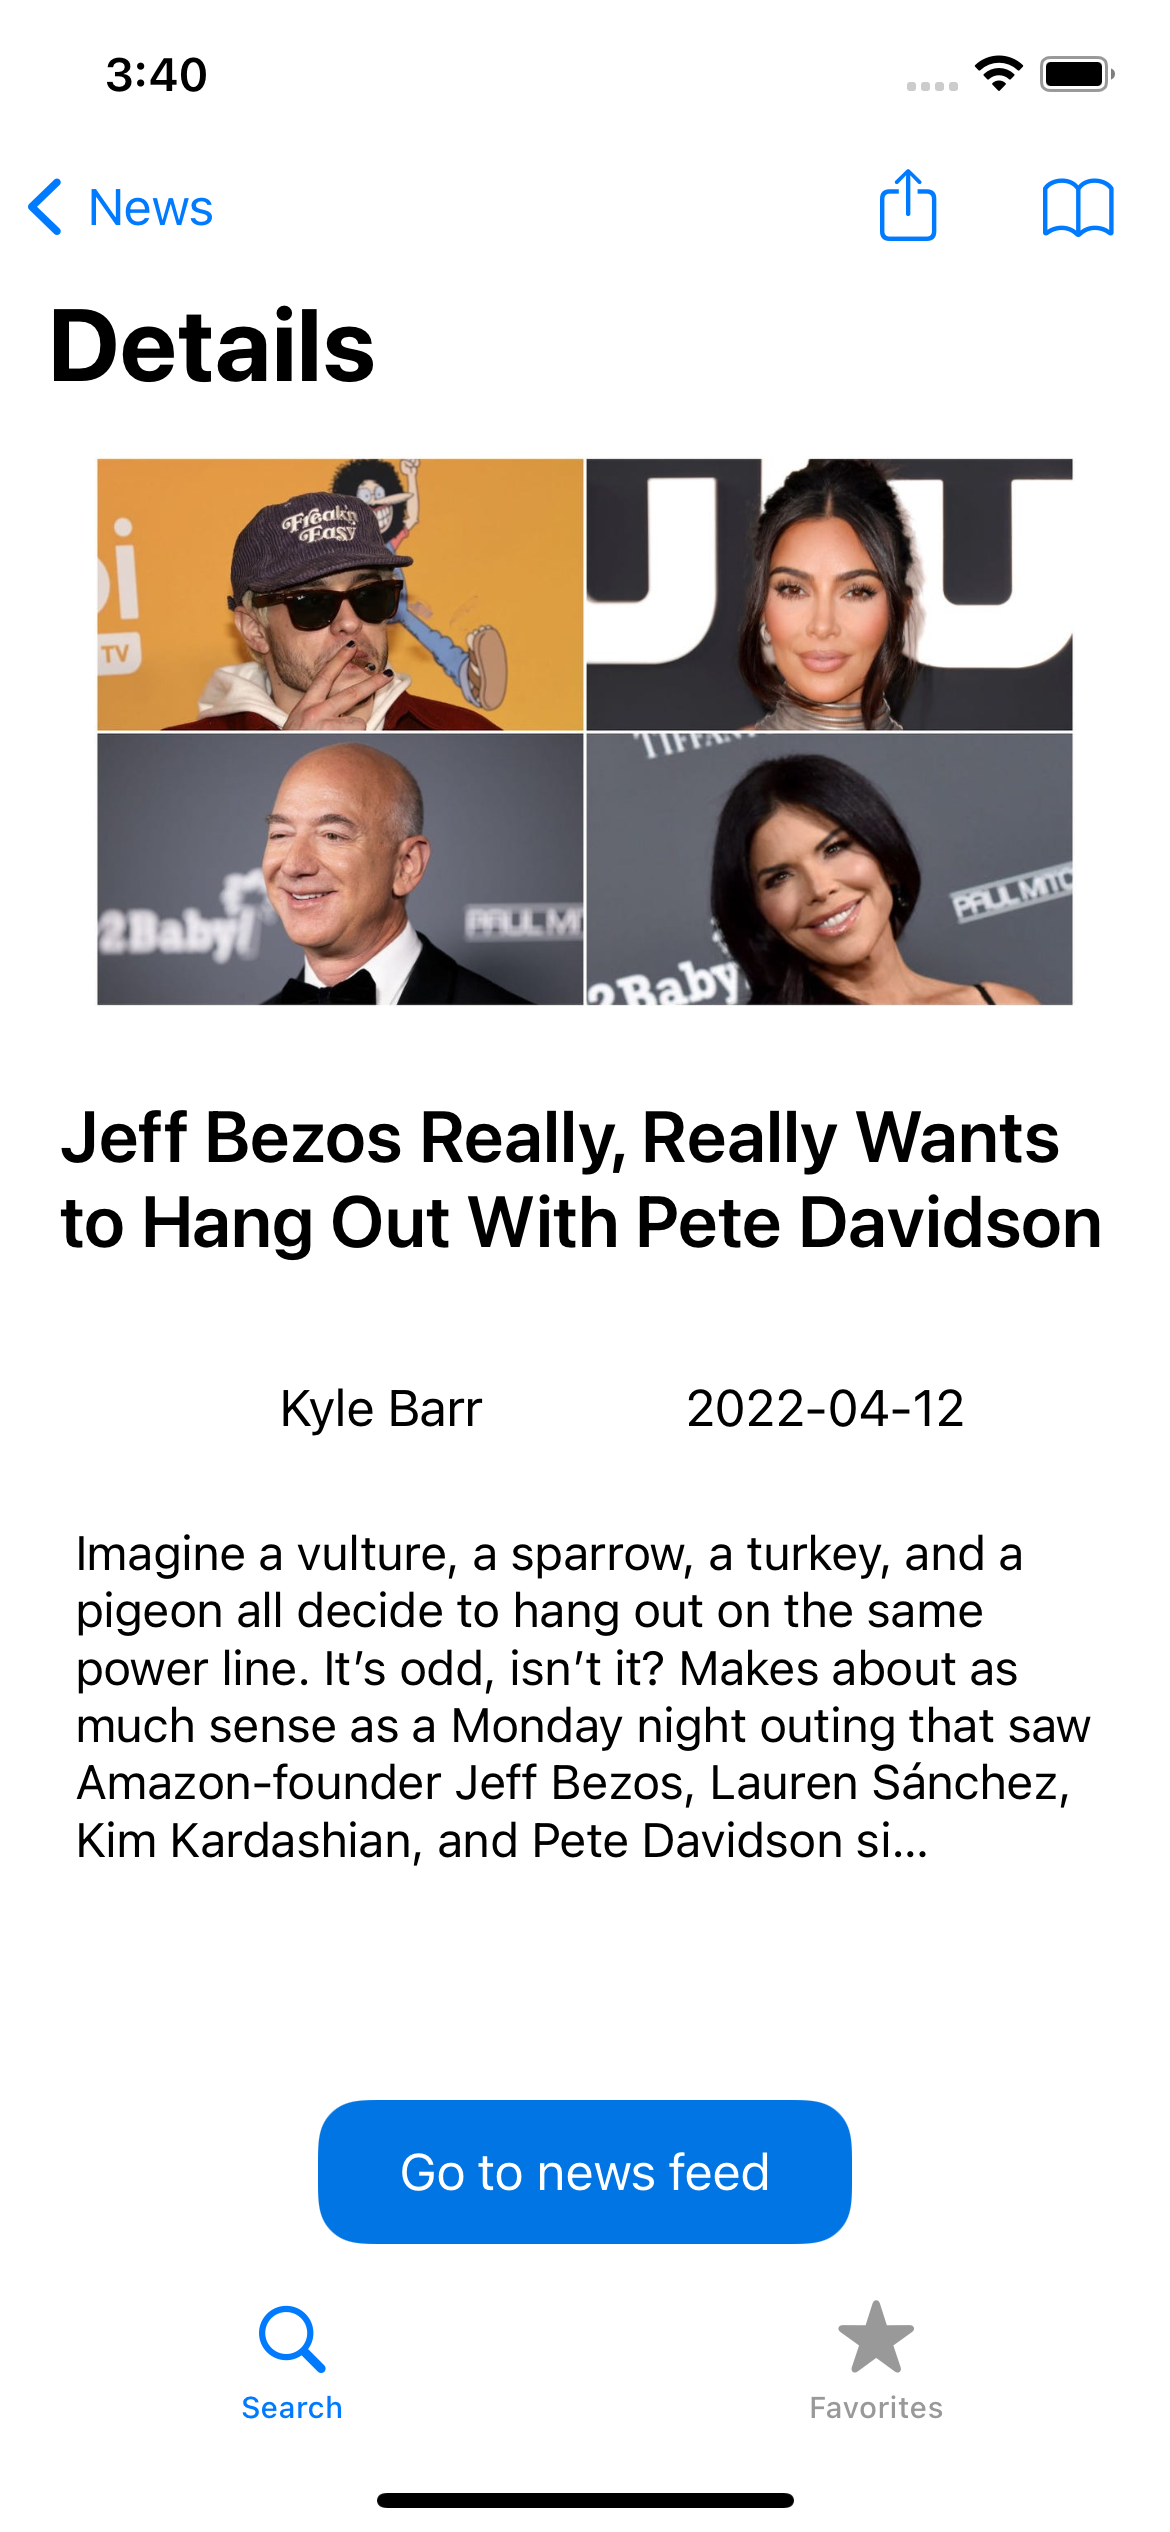 3:40
News
Details
Freakn
Easy
i
TV
U T
TIFFAN
2Baby!
PAUL MIT
2Baby
PAUL MITC
Jeff Bezos Really, Really Wants
to Hang Out With Pete Davidson
Kyle Barr
2022-04-12
Imagine a vulture, a sparrow, a turkey, and a
pigeon all decide to hang out on the same
power line. It’s odd, isn’t it? Makes about as
much sense as a Monday night outing that saw
Amazon-founder Jeff Bezos, Lauren Sánchez,
Kim Kardashian, and Pete Davidson si…
Go to news feed
Search
Favorites